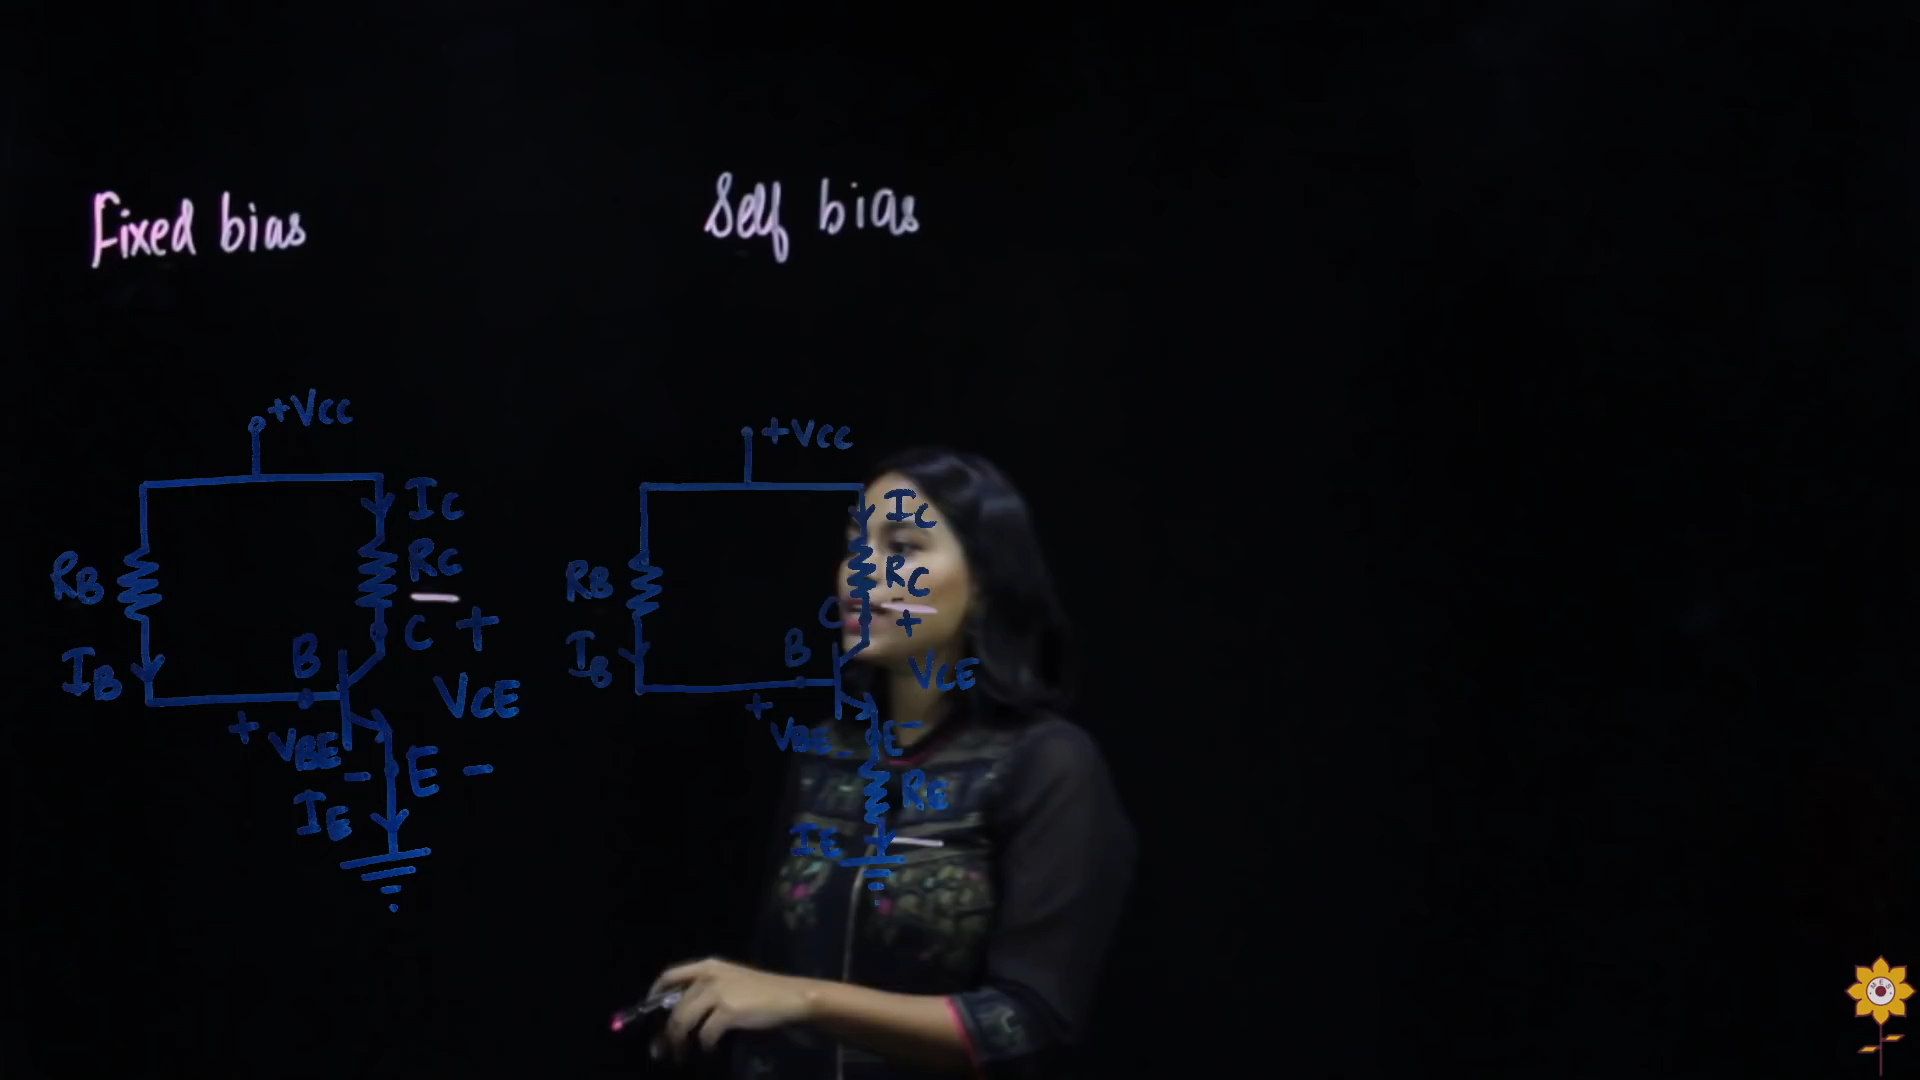 Fixed bias
+VCC
IC
RB
RC
C +
IB
B
VCE
+
VBE
-
E -
IE
Self bias
+VCC
IC
RB
RC
C
+
IB
B
VCE
+
VBE
-
E
-
RE
IE